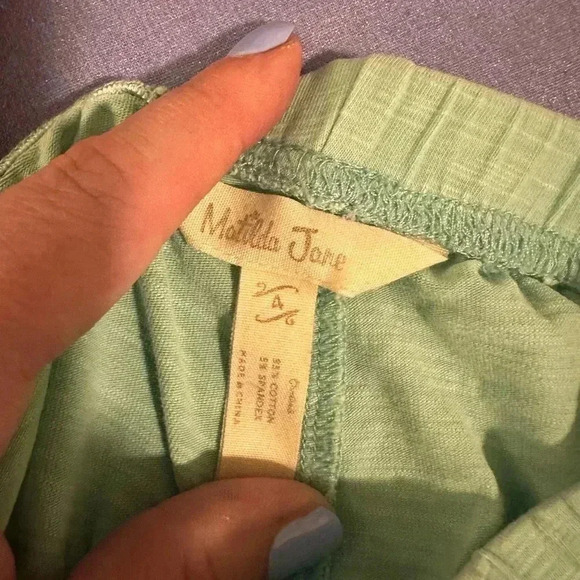 Matilda Jane
4
95% COTTON
5% SPANDEX
MADE IN CHINA